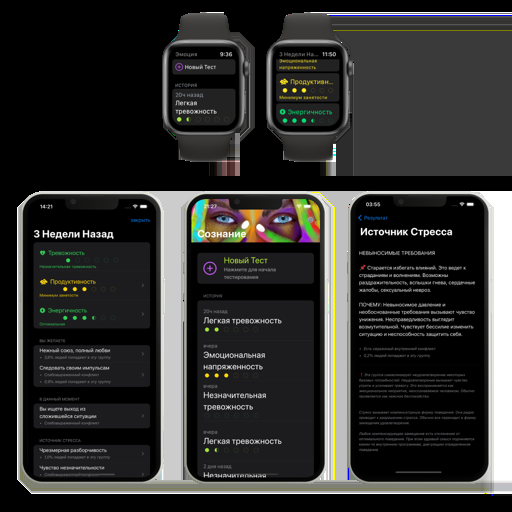 Эмоция 9:36
Новый Тест
ИСТОРИЯ
20ч назад
Легкая
тревожность
3 Недели На... 11:50
Эмоциональная
напряженность
Продуктивн...
Минимум занятости
Энергичность
14:21
закрыть
3 Недели Назад
Тревожность
Незначительная тревожность
Продуктивность
Минимум занятости
Энергичность
Оптимальная
ВЫ ЖЕЛАЕТЕ
Нежный союз, полный любви
Следовать своим импульсам
В ДАННЫЙ МОМЕНТ
Вы ищете выход из
сложившейся ситуации
ИСТОЧНИК СТРЕССА
Чрезмерная разборчивость
Чувство незначительности
21:27
Сознание
Новый Тест
Нажмите для начала
тестирования
ИСТОРИЯ
20ч назад
Легкая тревожность
вчера
Эмоциональная
напряженность
вчера
Незначительная
тревожность
вчера
Легкая тревожность
2 дня назад
Незначительная
03:55
Результат
Источник Стресса
НЕВЫНОСИМЫЕ ТРЕБОВАНИЯ
Старается избегать влияний. Это ведет к
страданиям и волнениям. Возможны
раздражительность, вспышки гнева, сердечные
жалобы, сексуальный невроз.
ПОЧЕМУ: Невыносимое давление и
необоснованные требования вызывают чувство
унижения. Несправедливость выглядит
возмутительной. Чувствует бессилие изменить
ситуацию и неспособность защитить себя.